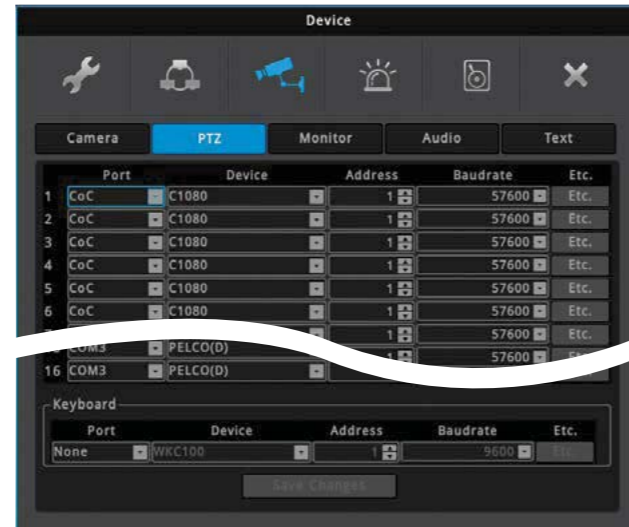 Device
Camera PTZ Monitor Audio Text
Port Device Address Baudrate Etc.
1 CoC C1080 1 57600 Etc.
2 CoC C1080 1 57600 Etc.
3 CoC C1080 1 57600 Etc.
4 CoC C1080 1 57600 Etc.
5 CoC C1080 1 57600 Etc.
6 CoC C1080 1 57600 Etc.
1 57600 Etc.
COM3 PELCO(D) 1 57600
16 COM3 PELCO(D)
Keyboard
Port Device Address Baudrate Etc.
None WKC100 1 9600 Etc.
Save Changes